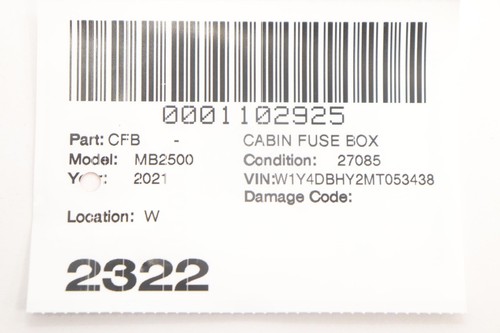 0001102925
Part: CFB - CABIN FUSE BOX
Model: MB2500 Condition: 27085
Year: 2021 VIN:W1Y4DBHY2MT053438
Damage Code:
Location: W
2322